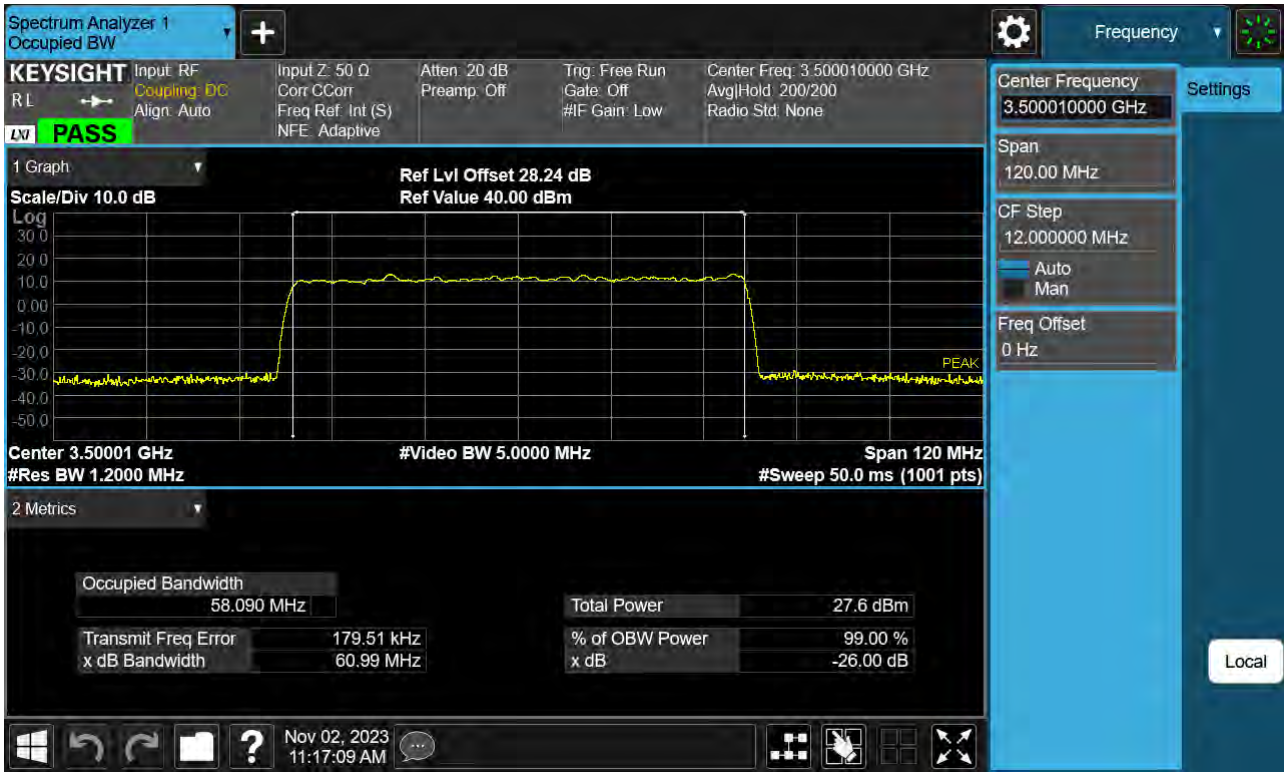 Spectrum Analyzer 1
Occupied BW
+
Frequency
KEYSIGHT
RL
LXI PASS
Input: RF
Coupling: DC
Align: Auto
Input Z: 50 Ω
Corr CCorr
Freq Ref: Int (S)
NFE: Adaptive
Atten: 20 dB
Preamp: Off
Trig: Free Run
Gate: Off
#IF Gain: Low
Center Freq: 3.500010000 GHz
Avg|Hold: 200/200
Radio Std: None
Center Frequency
3.500010000 GHz
Settings
Span
120.00 MHz
CF Step
12.000000 MHz
Auto
Man
Freq Offset
0 Hz
Local
1 Graph
Scale/Div 10.0 dB
Ref Lvl Offset 28.24 dB
Ref Value 40.00 dBm
Log
30.0
20.0
10.0
0.00
-10.0
-20.0
-30.0
-40.0
-50.0
PEAK
Center 3.50001 GHz
#Video BW 5.0000 MHz
Span 120 MHz
#Res BW 1.2000 MHz
#Sweep 50.0 ms (1001 pts)
2 Metrics
Occupied Bandwidth
58.090 MHz
Total Power 27.6 dBm
Transmit Freq Error 179.51 kHz
% of OBW Power 99.00 %
x dB Bandwidth 60.99 MHz
x dB -26.00 dB
?
Nov 02, 2023
11:17:09 AM